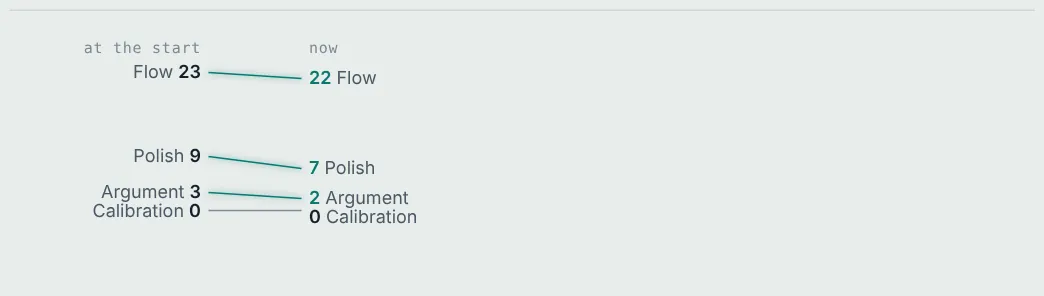 at the start now
Flow 23 22 Flow
Polish 9 7 Polish
Argument 3 2 Argument
Calibration 0 0 Calibration